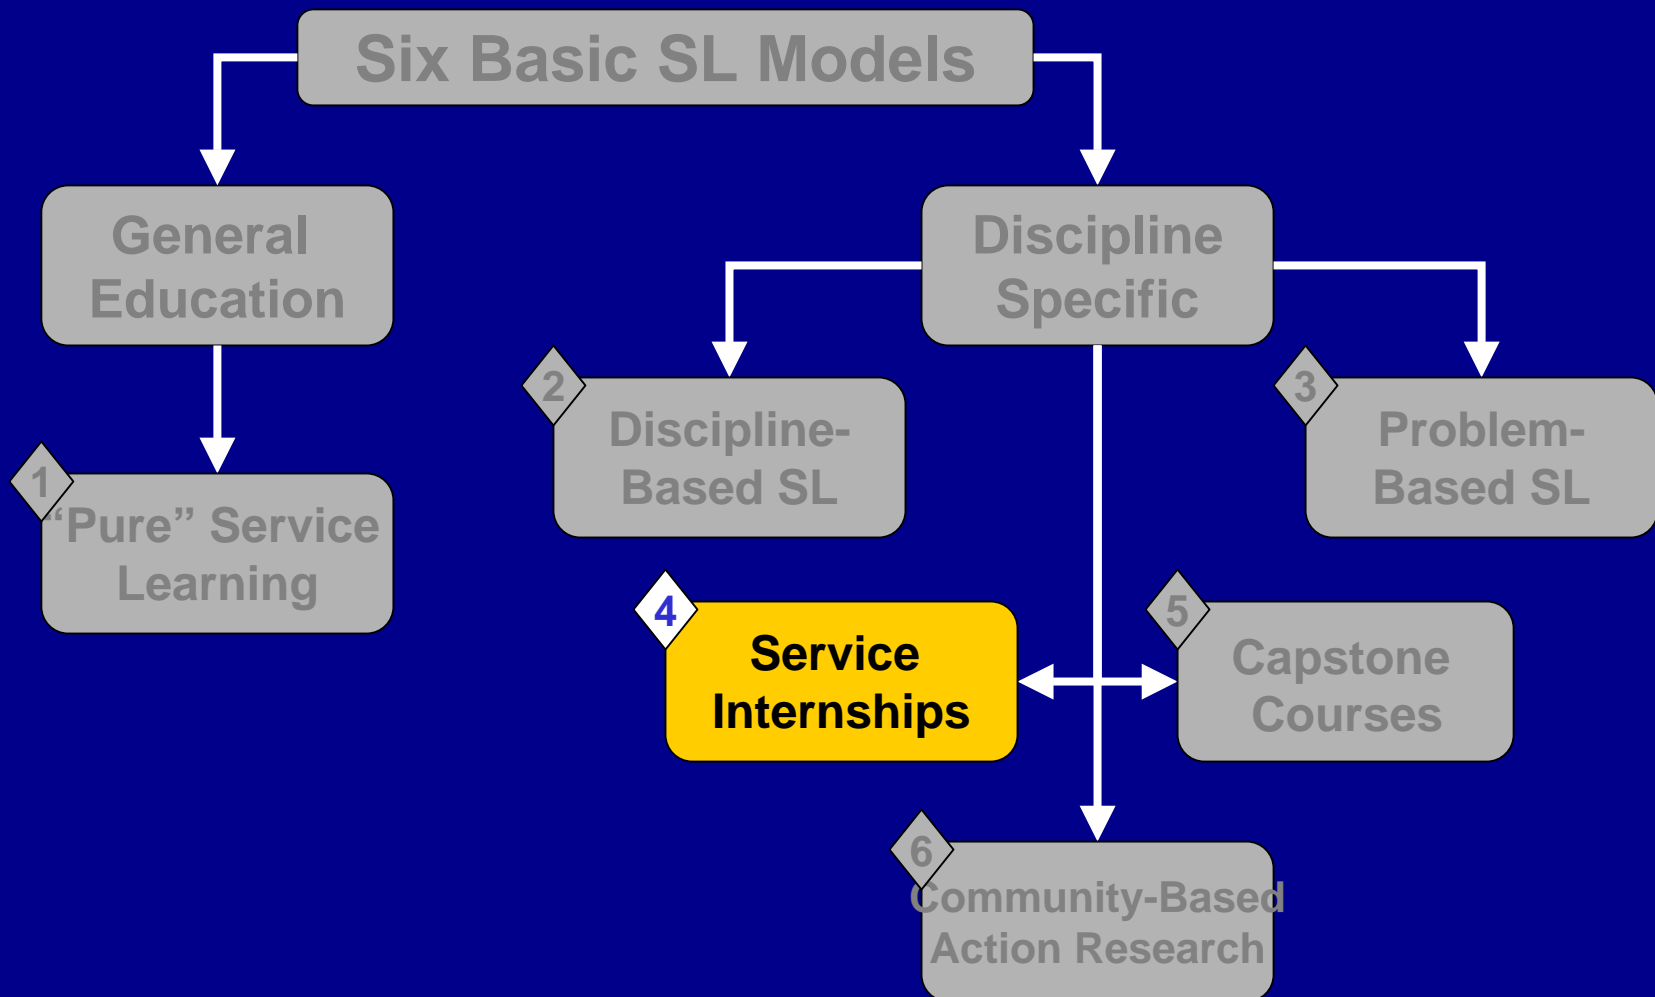 Six Basic SL Models
General
Education
Discipline
Specific
1
“Pure” Service
Learning
2
Discipline-
Based SL
3
Problem-
Based SL
4
Service
Internships
5
Capstone
Courses
6
Community-Based
Action Research